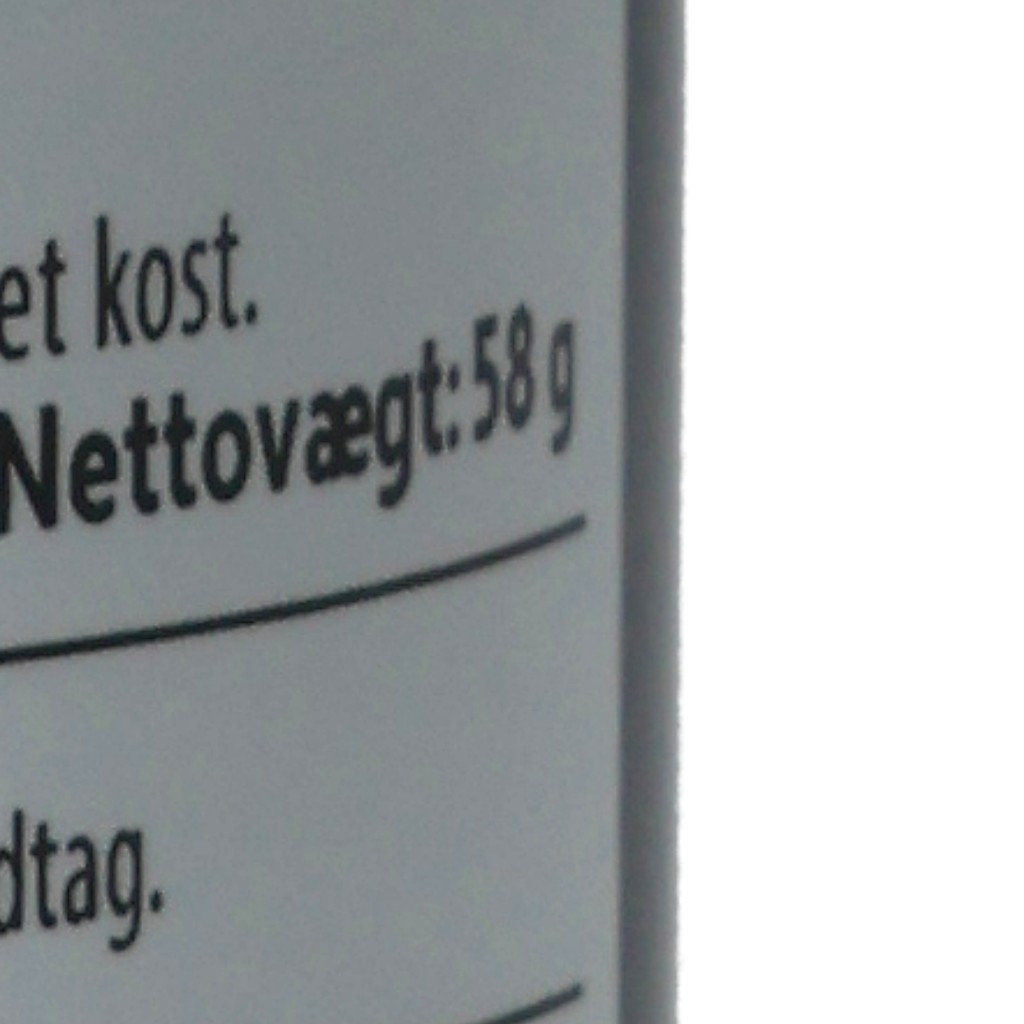 et kost.
Nettovægt: 58 g
dtag.